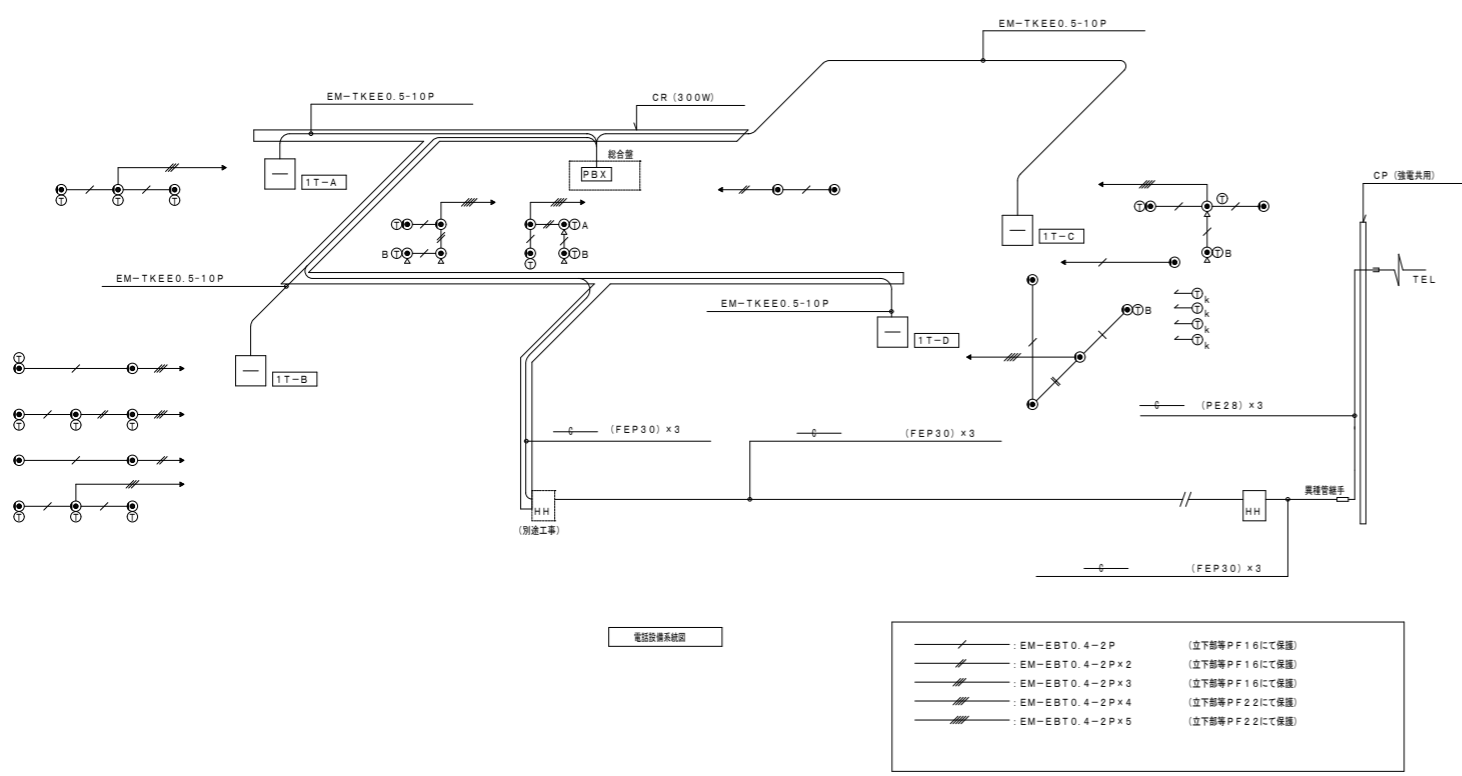 EM-TKEE0.5-10P
EM-TKEE0.5-10P
CR (300W)
総合盤
PBX
1T-A
CP (強電共用)
T
T
T
T
T A
B T
T
T B
1T-C
T
T
T B
TEL
EM-TKEE0.5-10P
EM-TKEE0.5-10P
T B
T k
T k
T k
T k
1T-D
1T-B
T
T
T
T
(PE28)×3
(FEP30)×3
(FEP30)×3
T
T
T
HH
(別途工事)
HH
異種管継手
(FEP30)×3
電話設備系統図
:EM-EBT0.4-2P (立下部等PF16にて保護)
:EM-EBT0.4-2P×2 (立下部等PF16にて保護)
:EM-EBT0.4-2P×3 (立下部等PF16にて保護)
:EM-EBT0.4-2P×4 (立下部等PF22にて保護)
:EM-EBT0.4-2P×5 (立下部等PF22にて保護)